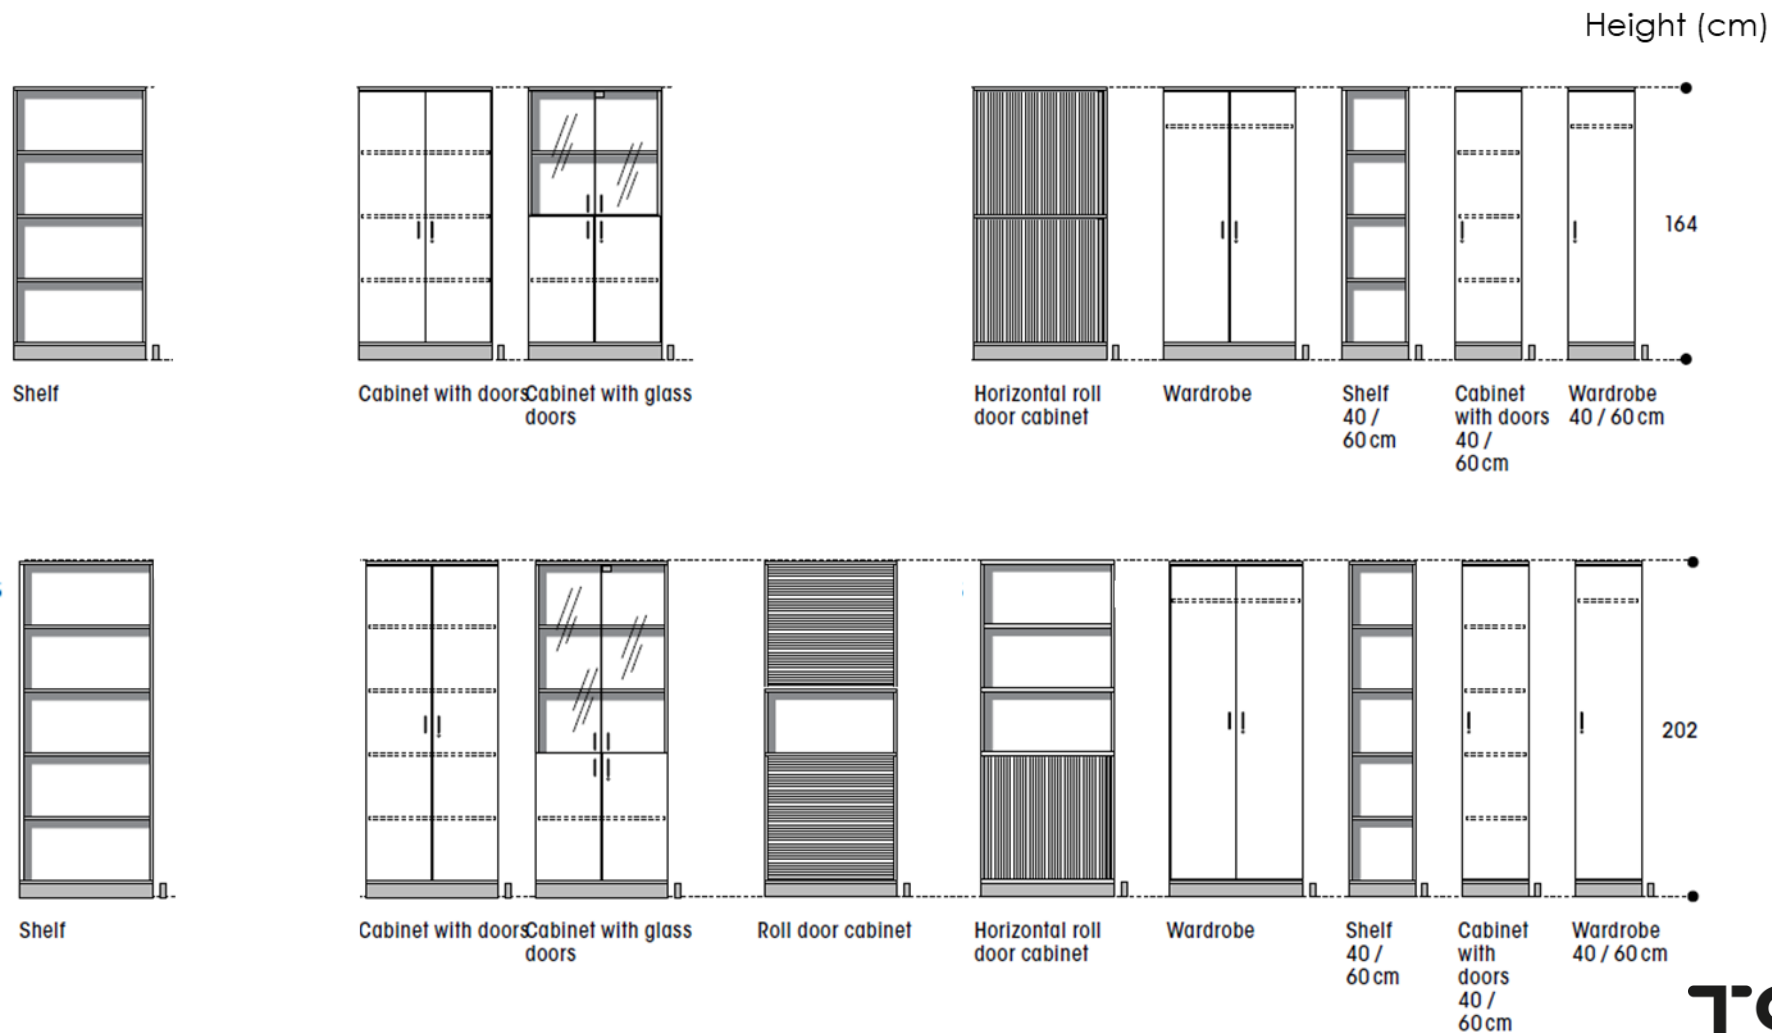 Height (cm)
164
Shelf
Cabinet with doors
Cabinet with glass
doors
Horizontal roll
door cabinet
Wardrobe
Shelf
40 /
60 cm
Cabinet
with doors
40 /
60 cm
Wardrobe
40 / 60 cm
202
Shelf
Cabinet with doors
Cabinet with glass
doors
Roll door cabinet
Horizontal roll
door cabinet
Wardrobe
Shelf
40 /
60 cm
Cabinet
with
doors
40 /
60 cm
Wardrobe
40 / 60 cm